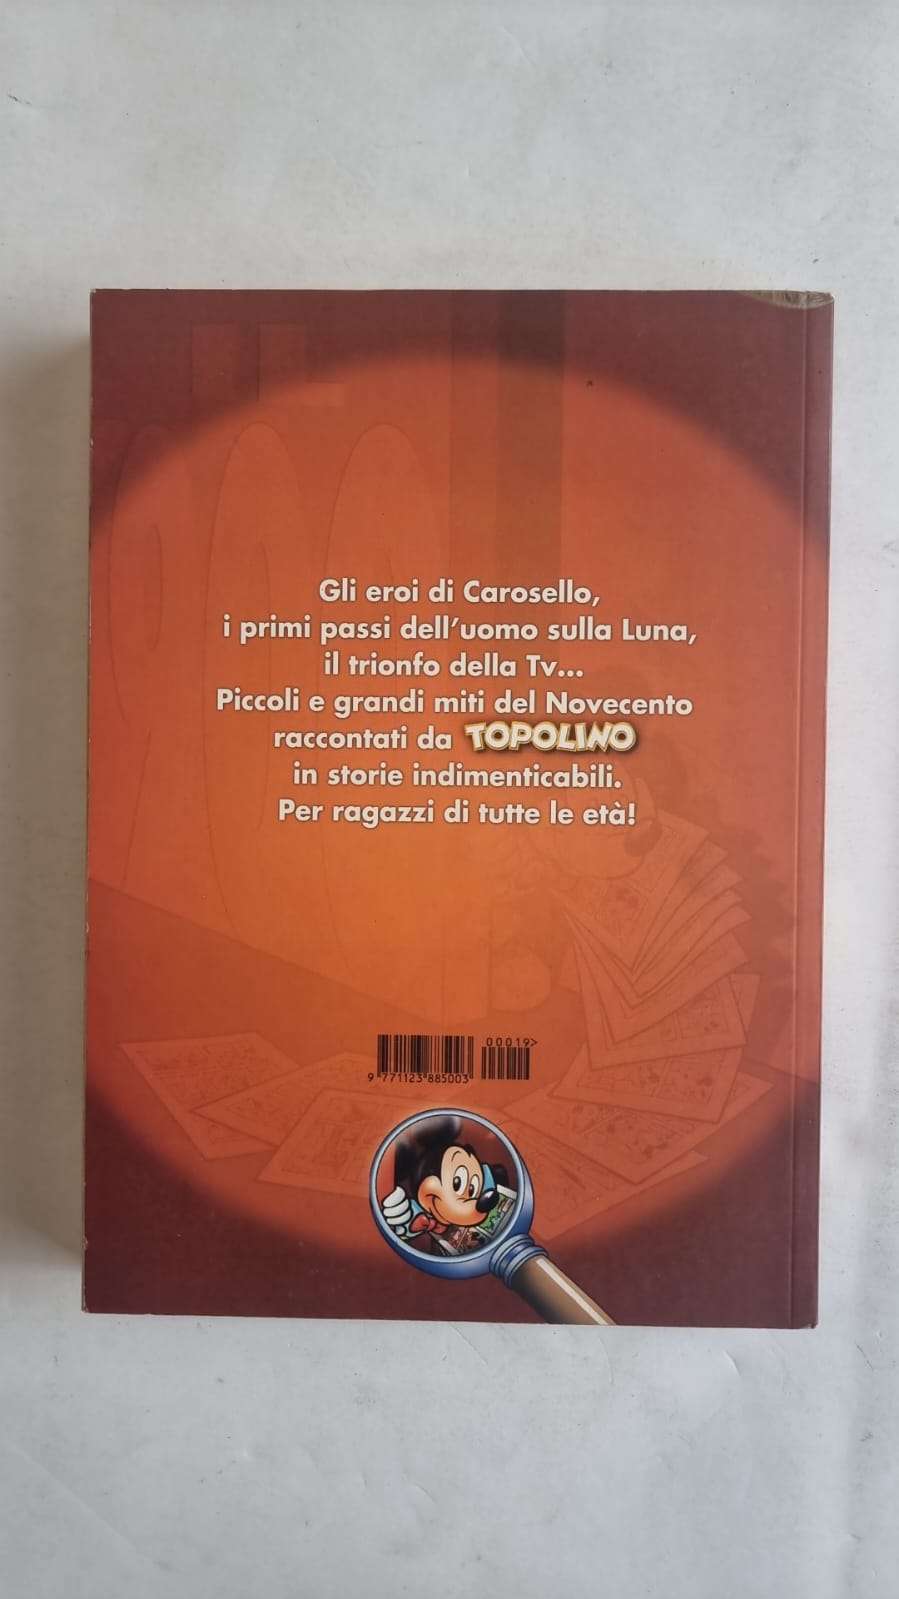 Gli eroi di Carosello,
i primi passi dell'uomo sulla Luna,
il trionfo della Tv...
Piccoli e grandi miti del Novecento
raccontati da TOPOLINO
in storie indimenticabili.
Per ragazzi di tutte le età!
00019>
9 771123 885003